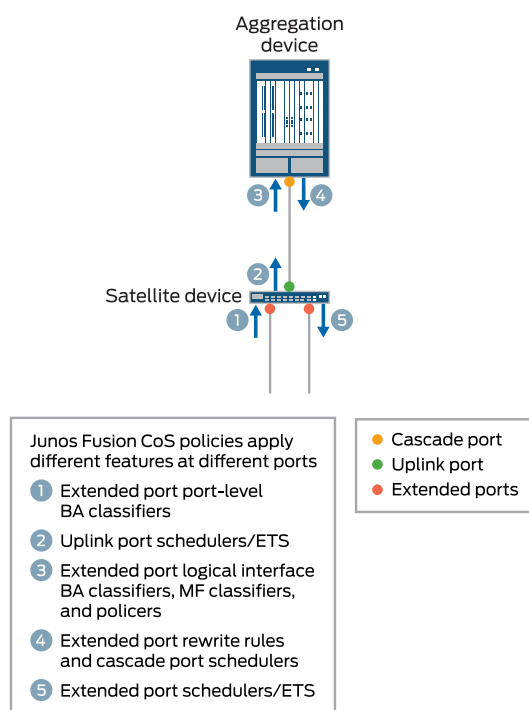 Aggregation
device
3
4
2
Satellite device
1
5
Junos Fusion CoS policies apply
different features at different ports
1 Extended port port-level
BA classifiers
2 Uplink port schedulers/ETS
3 Extended port logical interface
BA classifiers, MF classifiers,
and policers
4 Extended port rewrite rules
and cascade port schedulers
5 Extended port schedulers/ETS
Cascade port
Uplink port
Extended ports